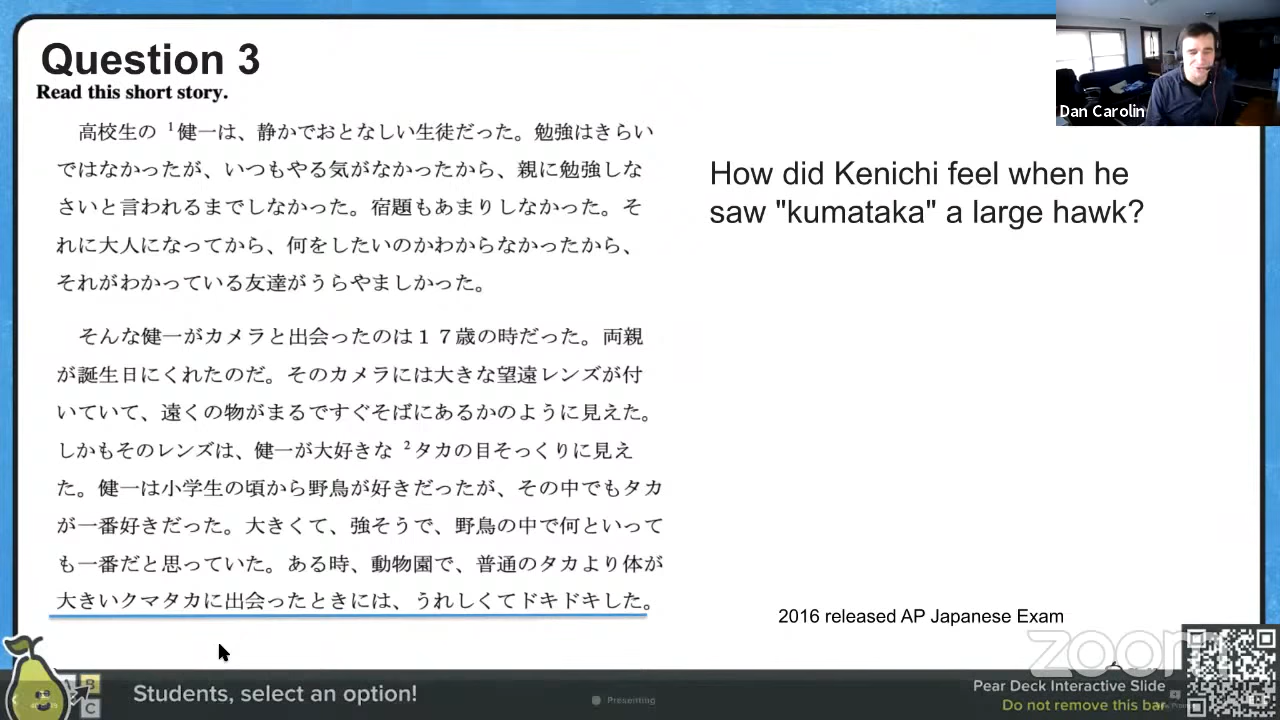 Question 3
Read this short story.
高校生の ¹健一は、静かでおとなしい生徒だった。勉強はきらい
ではなかったが、いつもやる気がなかったから、親に勉強しな
さいと言われるまでしなかった。宿題もあまりしなかった。そ
れに大人になってから、何をしたいのかわからなかったから、
それがわかっている友達がうらやましかった。
そんな健一がカメラと出会ったのは１７歳の時だった。両親
が誕生日にくれたのだ。そのカメラには大きな望遠レンズが付
いていて、遠くの物がまるですぐそばにあるかのように見えた。
しかもそのレンズは、健一が大好きな ²タカの目そっくりに見え
た。健一は小学生の頃から野鳥が好きだったが、その中でもタカ
が一番好きだった。大きくて、強そうで、野鳥の中で何といって
も一番だと思っていた。ある時、動物園で、普通のタカより体が
大きいクマタカに出会ったときには、うれしくてドキドキした。
How did Kenichi feel when he
saw "kumataka" a large hawk?
2016 released AP Japanese Exam
Dan Carolin
zoom
Students, select an option!
Presenting
Pear Deck Interactive Slide
Do not remove this bar
B
C